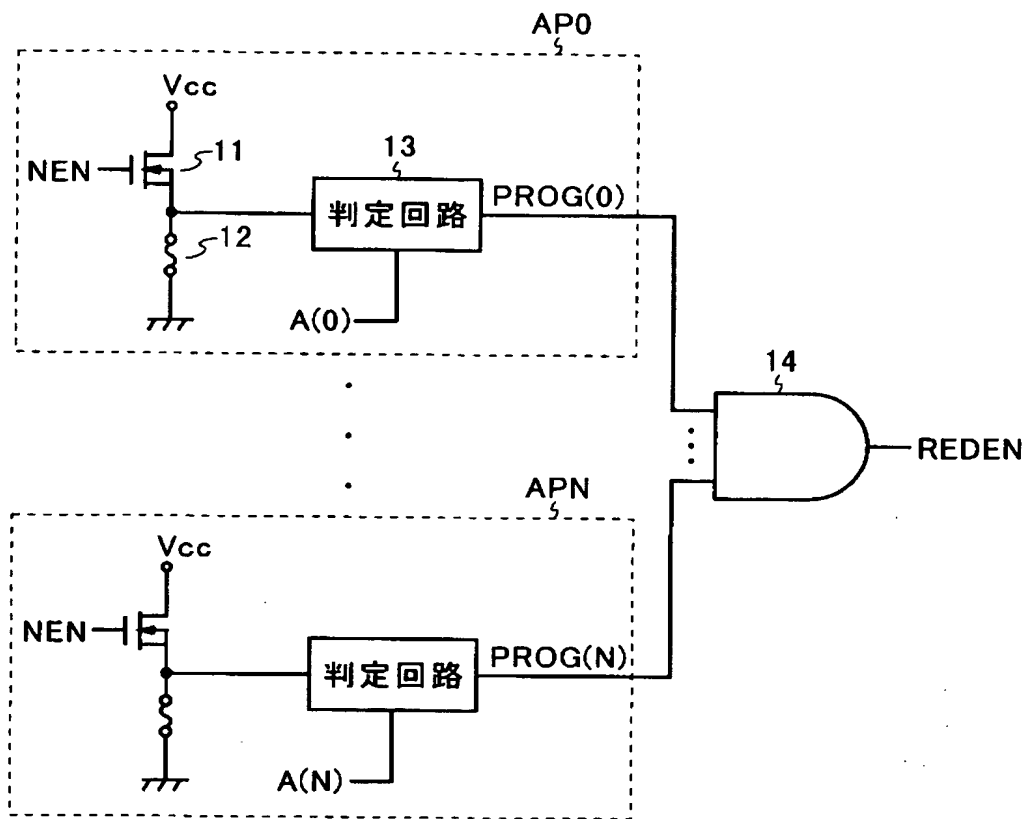 AP0
Vcc
NEN
11
12
13
判定回路
PROG(0)
A(0)
14
REDEN
APN
Vcc
NEN
判定回路
PROG(N)
A(N)